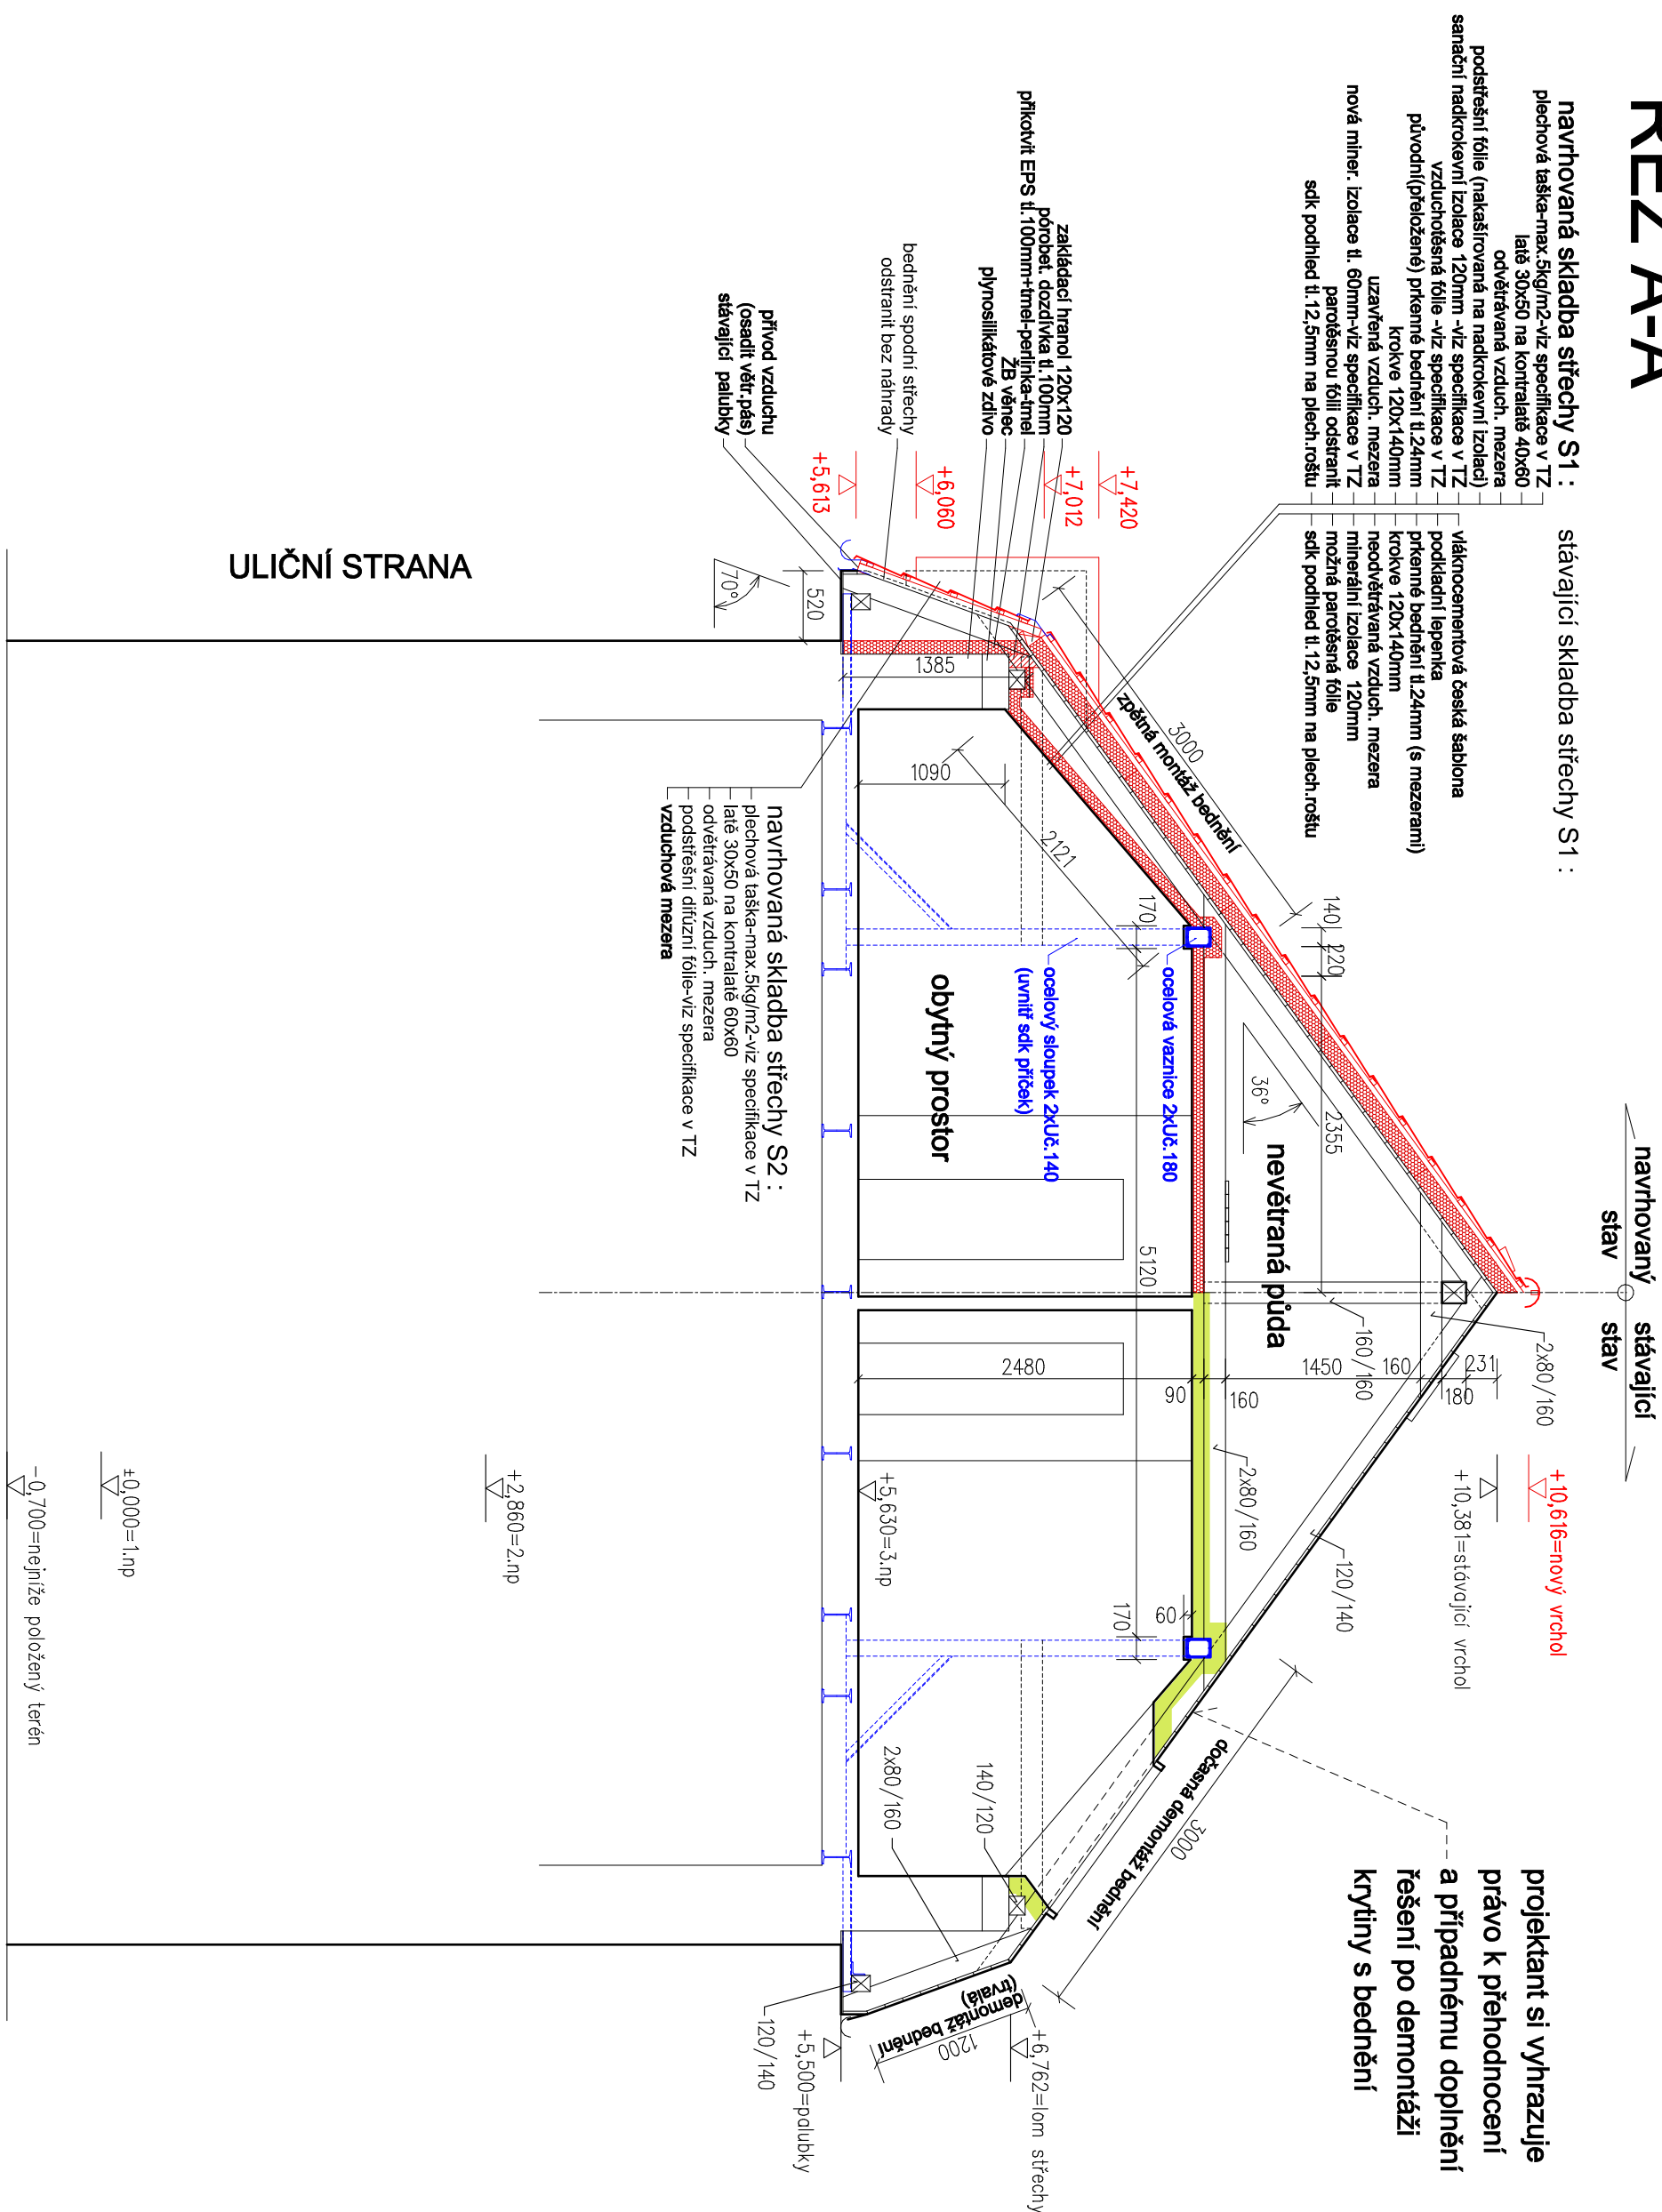 ŘEZ A-A
navrhovaná skladba střechy S1 :
plechová taška-max.5kg/m2-viz specifikace v TZ
latě 30x50 na kontralatě 40x60
odvětrávaná vzduch. mezera
podstřešní fólie (nakašírovaná na nadkrokevní izolaci)
sanační nadkrokevní izolace 120mm -viz specifikace v TZ
vzduchotěsná fólie -viz specifikace v TZ
původní(přeložené) prkenné bednění tl.24mm
krokve 120x140mm
uzavřená vzduch. mezera
nová miner. izolace tl. 60mm-viz specifikace v TZ
parotěsnou fólii odstranit
sdk podhled tl.12,5mm na plech.roštu
stávající skladba střechy S1 :
vláknocementová česká šablona
podkladní lepenka
prkenné bednění tl.24mm (s mezerami)
krokve 120x140mm
neodvětrávaná vzduch. mezera
minerální izolace 120mm
možná parotěsná fólie
sdk podhled tl.12,5mm na plech.roštu
navrhovaný
stav
stávající
stav
projektant si vyhrazuje
právo k přehodnocení
a případnému doplnění
řešení po demontáži
krytiny s bednění
+10,616=nový vrchol
+10,381=stávající vrchol
2x80/160
231
180
160
1450
160/160
160
90
2480
2x80/160
120/140
140
220
2355
36°
nevětraná půda
3000
zpětná montáž bednění
dočasná demontáž bednění
3000
zakládací hranol 120x120
pórobet. dozdívka tl.100mm
přikotvit EPS tl.100mm+tmel-perlinka-tmel
ŽB věnec
plynosilikátové zdivo
bednění spodní střechy
odstranit bez náhrady
přívod vzduchu
(osadit větr.pás)
stávající palubky
+7,420
+7,012
+6,060
+5,613
520
70°
1385
1090
2121
170
5120
170
60
ocelová vaznice 2xUč.180
ocelový sloupek 2xUč.140
(uvnitř sdk příček)
obytný prostor
+5,630=3.np
140/120
2x80/160
demontáž bednění
(trvalá)
1200
+6,762=lom střechy
+5,500=palubky
120/140
navrhovaná skladba střechy S2 :
plechová taška-max.5kg/m2-viz specifikace v TZ
latě 30x50 na kontralatě 60x60
odvětrávaná vzduch. mezera
podstřešní difúzní fólie-viz specifikace v TZ
vzduchová mezera
ULIČNÍ STRANA
+2,860=2.np
±0,000=1.np
-0,700=nejníže položený terén